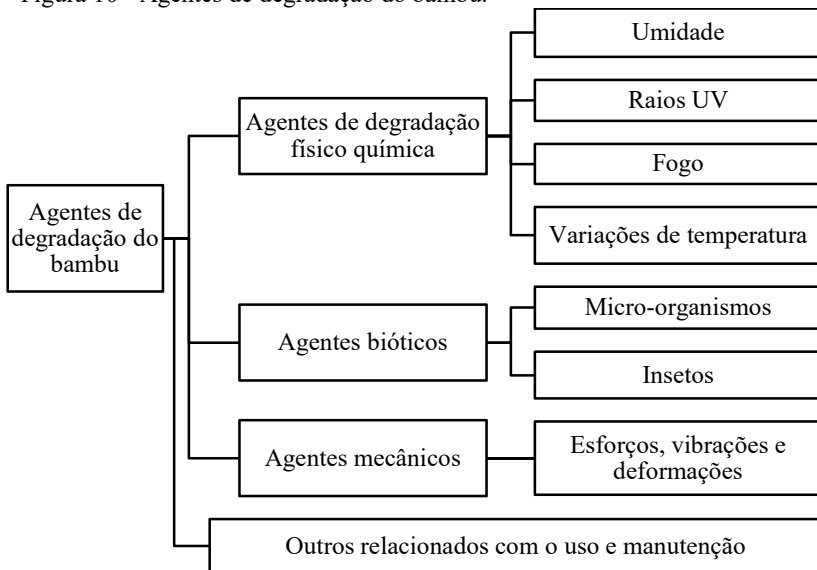 Figura 10 - Agentes de degradação do bambu.
Umidade
Agentes de degradação
físico química
Raios UV
Fogo
Variações de temperatura
Agentes de
degradação do
bambu
Agentes bióticos
Micro-organismos
Insetos
Agentes mecânicos
Esforços, vibrações e
deformações
Outros relacionados com o uso e manutenção